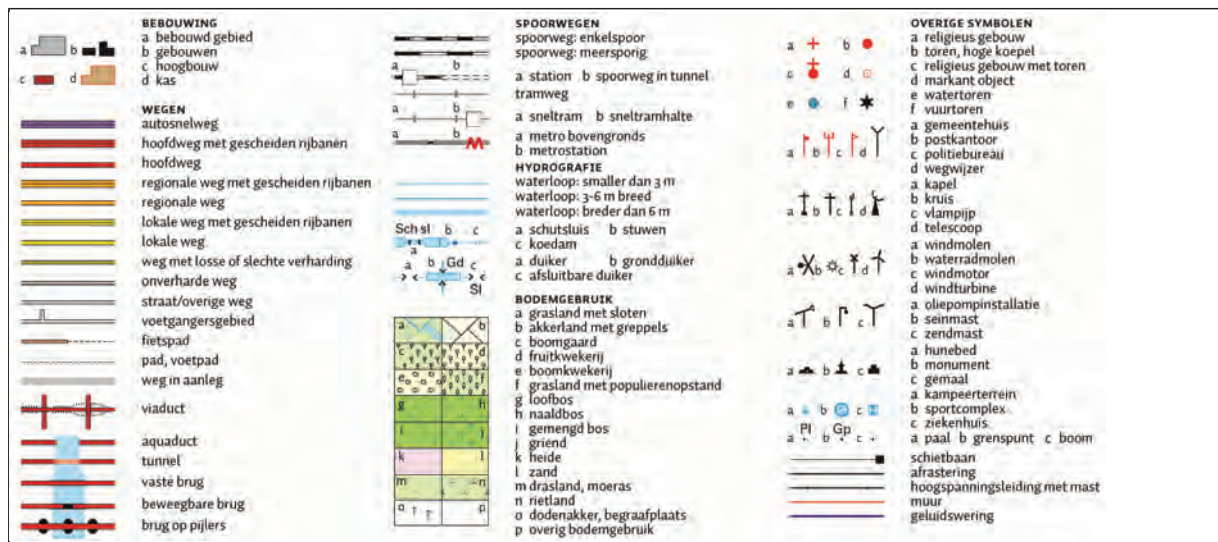 BEBOUWING
a bebouwd gebied
b gebouwen
c hoogbouw
d kas
a b
c d
WEGEN
autosnelweg
hoofdweg met gescheiden rijbanen
hoofdweg
regionale weg met gescheiden rijbanen
regionale weg
lokale weg met gescheiden rijbanen
lokale weg
weg met losse of slechte verharding
onverharde weg
straat/overige weg
voetgangersgebied
fietspad
pad, voetpad
weg in aanleg
viaduct
aquaduct
tunnel
vaste brug
beweegbare brug
brug op pijlers
SPOORWEGEN
spoorweg: enkelspoor
spoorweg: meersporig
a b
a station b spoorweg in tunnel
tramweg
a b
a sneltram b sneltramhalte
a b
a metro bovengronds
b metrostation
HYDROGRAFIE
waterloop: smaller dan 3 m
waterloop: 3-6 m breed
waterloop: breder dan 6 m
Sch sl b c
a
a schutsluis b stuwen
c koedam
a b Gd c
Sl
a duiker b grondduiker
c afsluitbare duiker
BODEMGEBRUIK
a b
c d
e f
g h
i j
k l
m n
o p
a grasland met sloten
b akkerland met greppels
c boomgaard
d fruitkwekerij
e boomkwekerij
f grasland met populierenopstand
g loofbos
h naaldbos
i gemengd bos
j griend
k heide
l zand
m drasland, moeras
n rietland
o dodenakker, begraafplaats
p overig bodemgebruik
OVERIGE SYMBOLEN
a b
c d
e f
a religieus gebouw
b toren, hoge koepel
c religieus gebouw met toren
d markant object
e watertoren
f vuurtoren
a b c d
a gemeentehuis
b postkantoor
c politiebureau
d wegwijzer
a b c d
a kapel
b kruis
c vlampijp
d telescoop
a b c d
a windmolen
b waterradmolen
c windmotor
d windturbine
a b c
a oliepompinstallatie
b seinmast
c zendmast
a b c
a hunebed
b monument
c gemaal
a b c
a kampeerterrein
b sportcomplex
c ziekenhuis
Pl Gp
a b c
a paal b grenspunt c boom
schietbaan
afrastering
hoogspanningsleiding met mast
muur
geluidswering